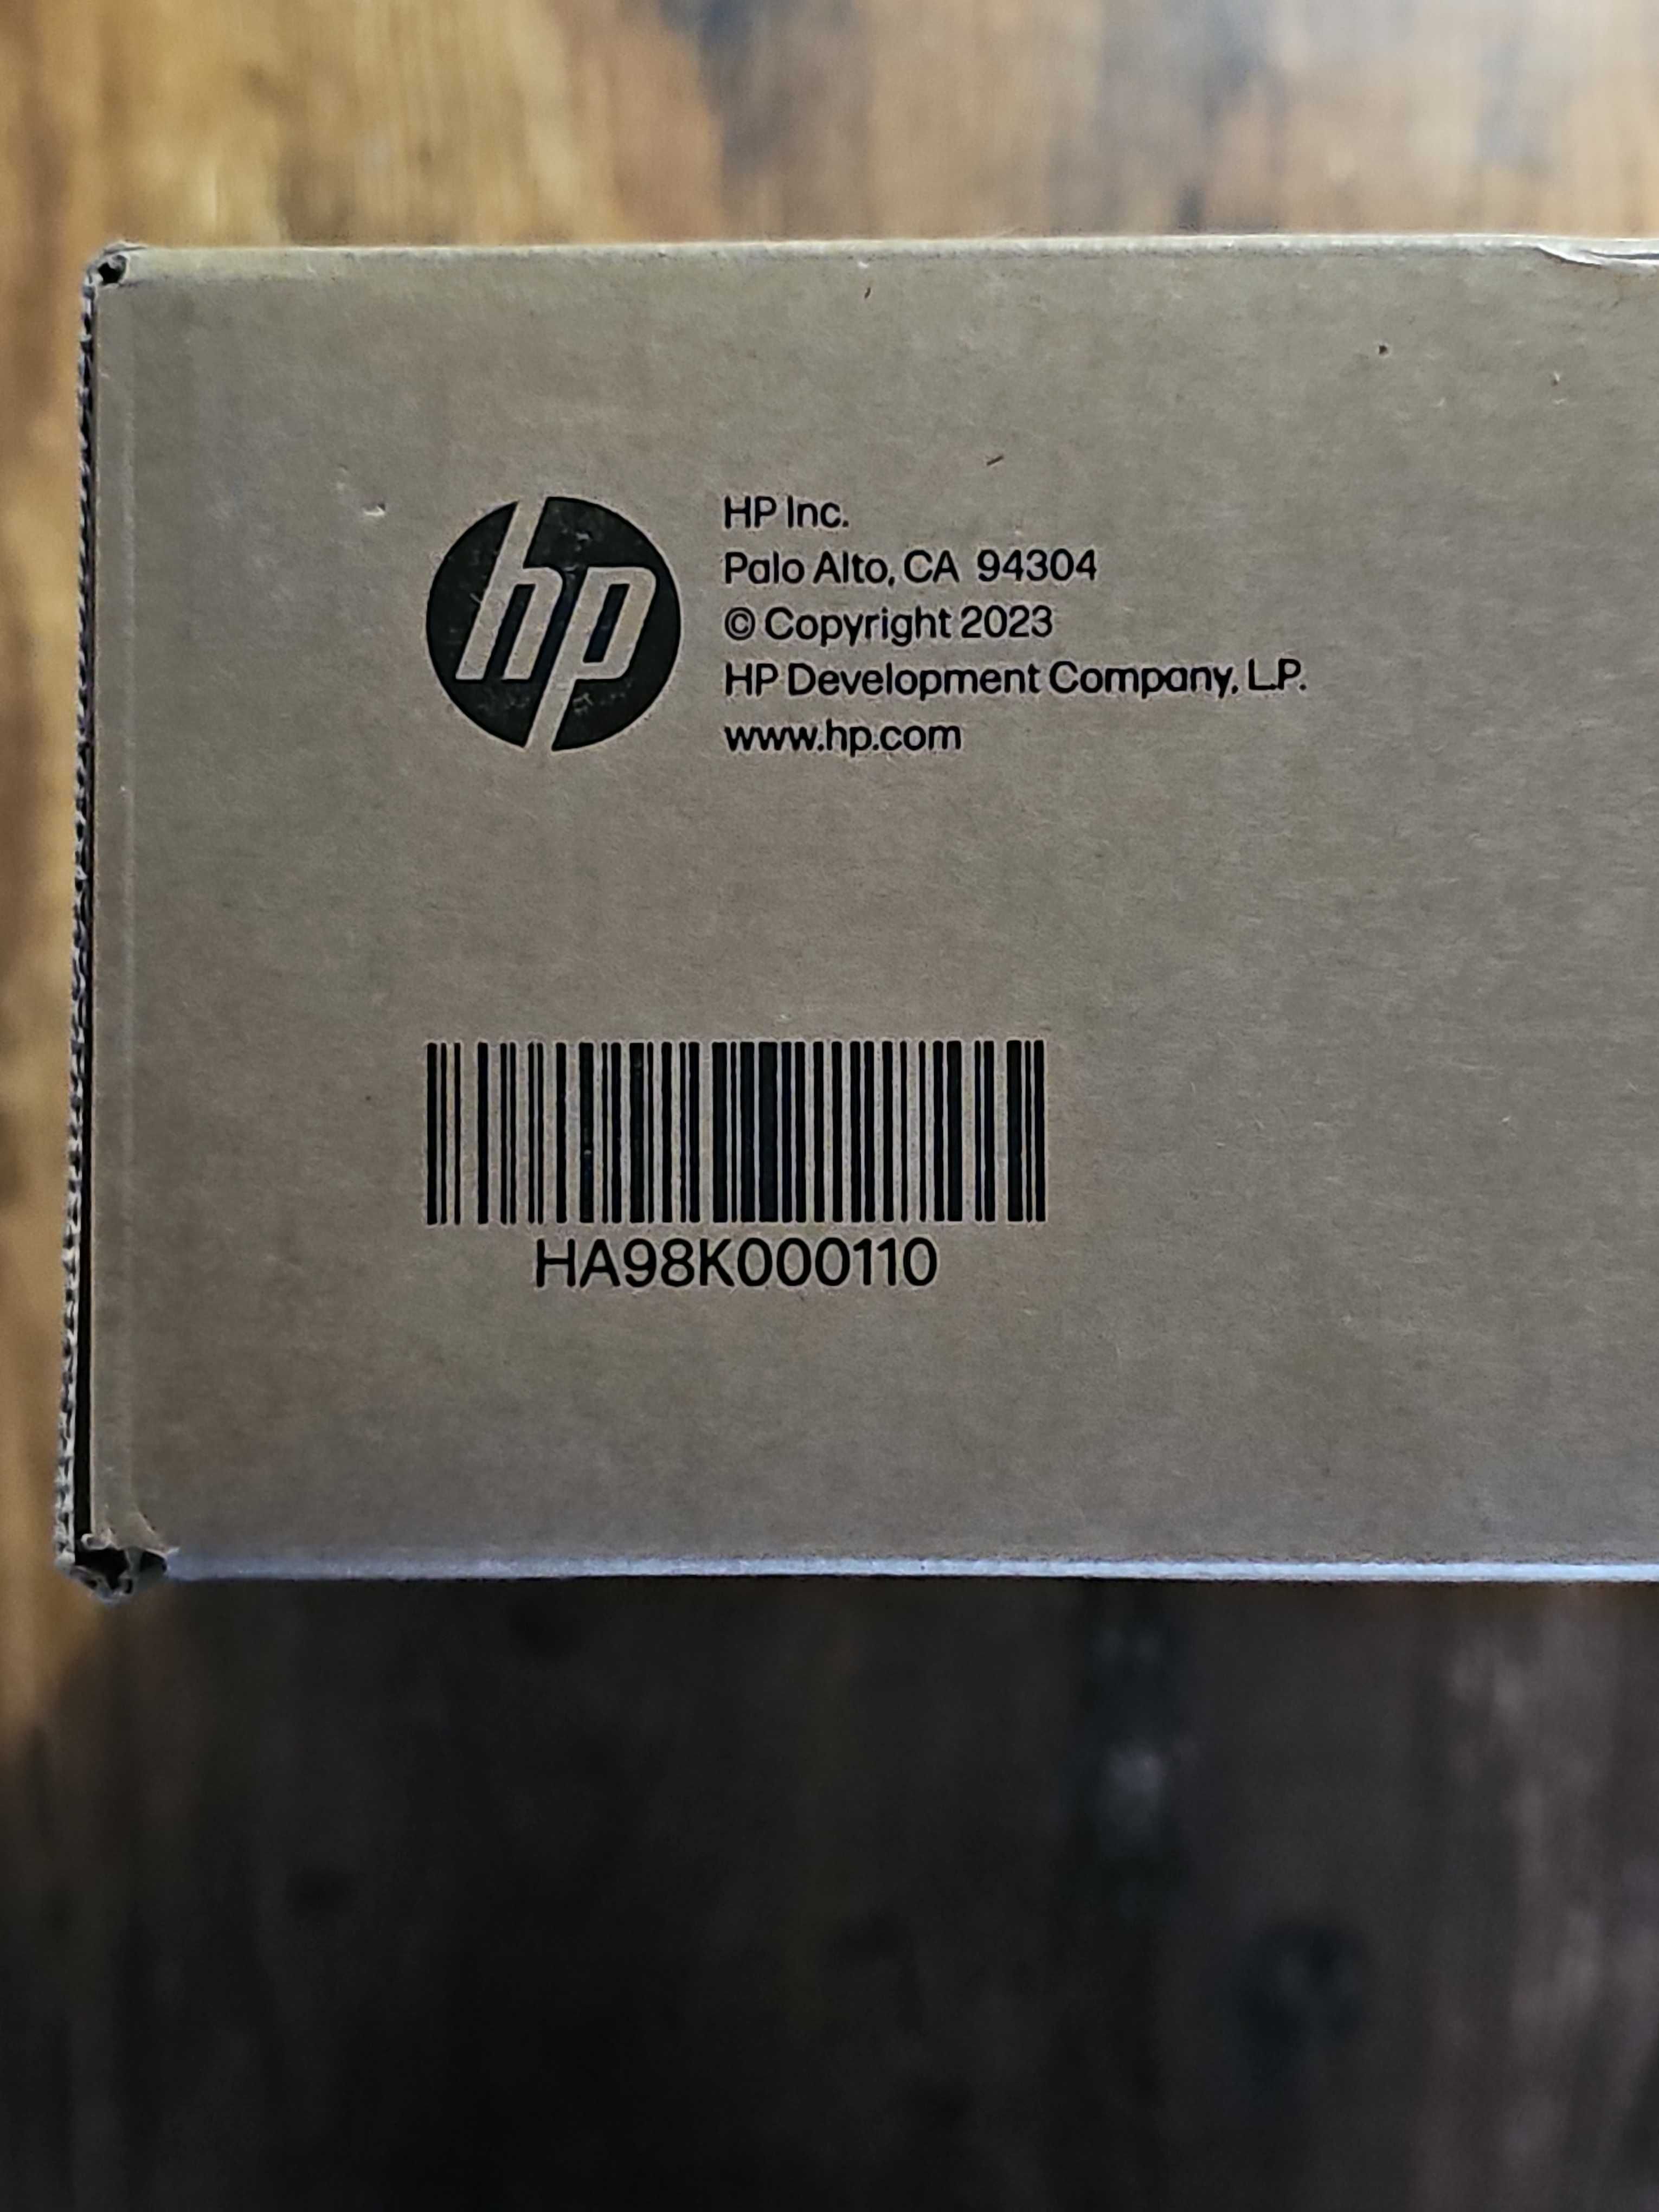 hp
HP Inc.
Palo Alto, CA 94304
© Copyright 2023
HP Development Company, L.P.
www.hp.com
HA98K000110